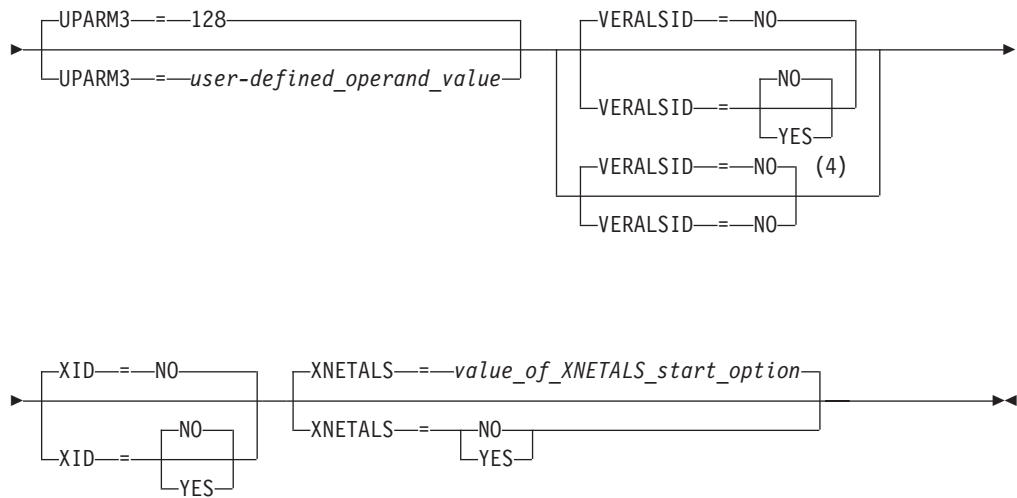 UPARM3 = 128
UPARM3 = user-defined_operand_value
VERALSID = NO
VERALSID = NO
YES
VERALSID = NO (4)
VERALSID = NO
XID = NO
XID = NO
YES
XNETALS = value_of_XNETALS_start_option
XNETALS = NO
YES